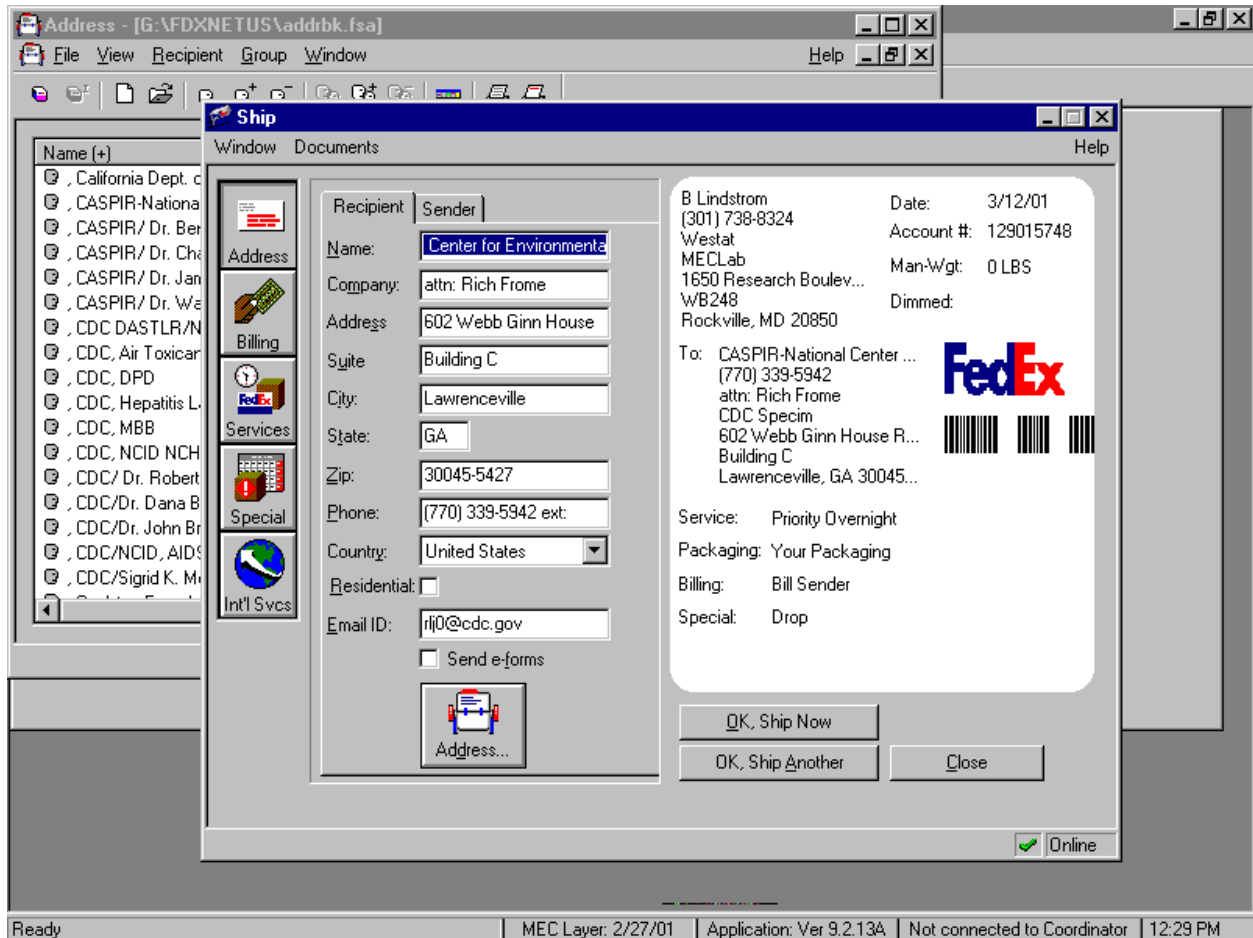 Address - [G:\FDXNETUS\addrbk.fsa]
File View Recipient Group Window Help
Name (+)
, California Dept.
, CASPIR-Nationa
, CASPIR/ Dr. Ber
, CASPIR/ Dr. Cha
, CASPIR/ Dr. Jan
, CASPIR/ Dr. Wa
, CDC DASTLR/N
, CDC, Air Toxicar
, CDC, DPD
, CDC, Hepatitis L
, CDC, MBB
, CDC, NCID NCH
, CDC/ Dr. Robert
, CDC/Dr. Dana B
, CDC/Dr. John Br
, CDC/NCID, AIDS
, CDC/Sigrid K. M
Ship
Window Documents Help
Address
Billing
FedEx
Services
Special
Int'l Svcs
Recipient Sender
Name: Center for Environmenta
Company: attn: Rich Frome
Address 602 Webb Ginn House
Suite Building C
City: Lawrenceville
State: GA
Zip: 30045-5427
Phone: (770) 339-5942 ext:
Country: United States
Residential:
Email ID: rlj0@cdc.gov
Send e-forms
Address...
B Lindstrom
(301) 738-8324
Westat
MECLab
1650 Research Boulev...
WB248
Rockville, MD 20850
Date: 3/12/01
Account #: 129015748
Man-Wgt: 0 LBS
Dimmed:
To: CASPIR-National Center ...
(770) 339-5942
attn: Rich Frome
CDC Specim
602 Webb Ginn House R...
Building C
Lawrenceville, GA 30045...
FedEx
Service: Priority Overnight
Packaging: Your Packaging
Billing: Bill Sender
Special: Drop
OK, Ship Now
OK, Ship Another
Close
Online
Ready
MEC Layer: 2/27/01
Application: Ver 9.2.13A
Not connected to Coordinator
12:29 PM